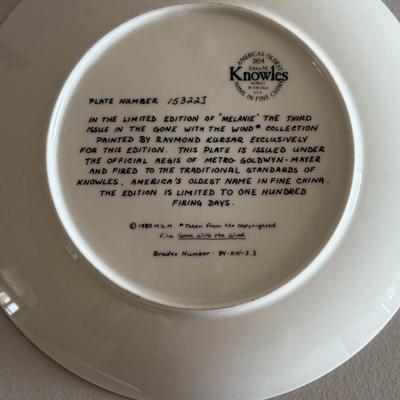 AMERICA'S OLDEST
1854
Edwin M.
Knowles
NAME IN FINE CHINA
PLATE NUMBER 15322J
IN THE LIMITED EDITION OF "MELANIE" THE THIRD
ISSUE IN THE GONE WITH THE WIND* COLLECTION
PAINTED BY RAYMOND KURSAR EXCLUSIVELY
FOR THIS EDITION. THIS PLATE IS ISSUED UNDER
THE OFFICIAL AEGIS OF METRO-GOLDWYN-MAYER
AND FIRED TO THE TRADITIONAL STANDARDS OF
KNOWLES, AMERICA'S OLDEST NAME IN FINE CHINA.
THE EDITION IS LIMITED TO ONE HUNDRED
FIRING DAYS.
© 1980 M.G.M. *Taken from the copyrighted
film Gone With the Wind
Bradex Number: 84-K41-3.3